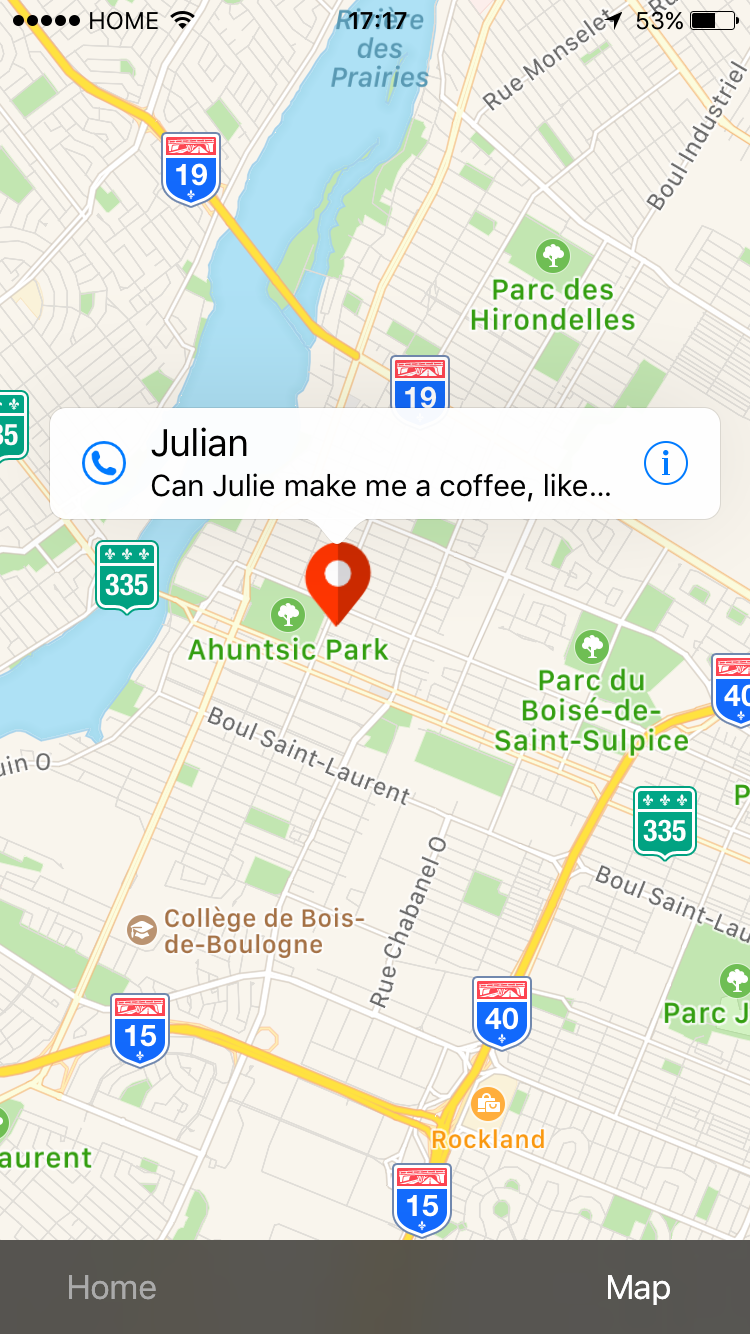 HOME 17:17 53%
Rivière
des
Prairies
Rue Monselet
Boul Industriel
19
Parc des
Hirondelles
19
35
Julian
Can Julie make me a coffee, like...
i
335
Ahuntsic Park
Parc du
Boisé-de-
Saint-Sulpice
40
Boul Saint-Laurent
uin O
P
335
Rue Chabanel O
Boul Saint-Lau
Collège de Bois-
de-Boulogne
15
40
Parc J
Rockland
aurent
15
Home Map